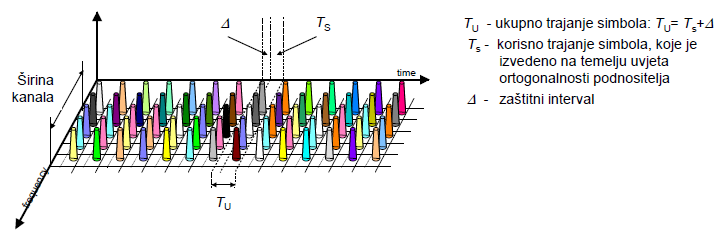 Δ
T_S
T_U - ukupno trajanje simbola: T_U= T_s+Δ
T_s - korisno trajanje simbola, koje je
izvedeno na temelju uvjeta
ortogonalnosti podnositelja
Δ - zaštitni interval
Širina
kanala
time
frequency
T_U